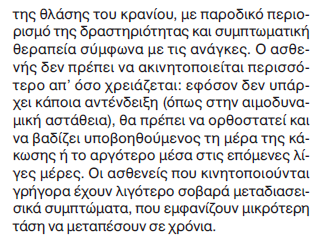 της θλάσης του κρανίου, με παροδικό περιο-
ρισμό της δραστηριότητας και συμπτωματική
θεραπεία σύμφωνα με τις ανάγκες. Ο ασθε-
νής δεν πρέπει να ακινητοποιείται περισσό-
τερο απ’ όσο χρειάζεται: εφόσον δεν υπάρ-
χει κάποια αντένδειξη (όπως στην αιμοδυνα-
μική αστάθεια), θα πρέπει να ορθοστατεί και
να βαδίζει υποβοηθούμενος τη μέρα της κά-
κωσης ή το αργότερο μέσα στις επόμενες λί-
γες μέρες. Οι ασθενείς που κινητοποιούνται
γρήγορα έχουν λιγότερο σοβαρά μεταδιασει-
σικά συμπτώματα, που εμφανίζουν μικρότερη
τάση να μεταπέσουν σε χρόνια.